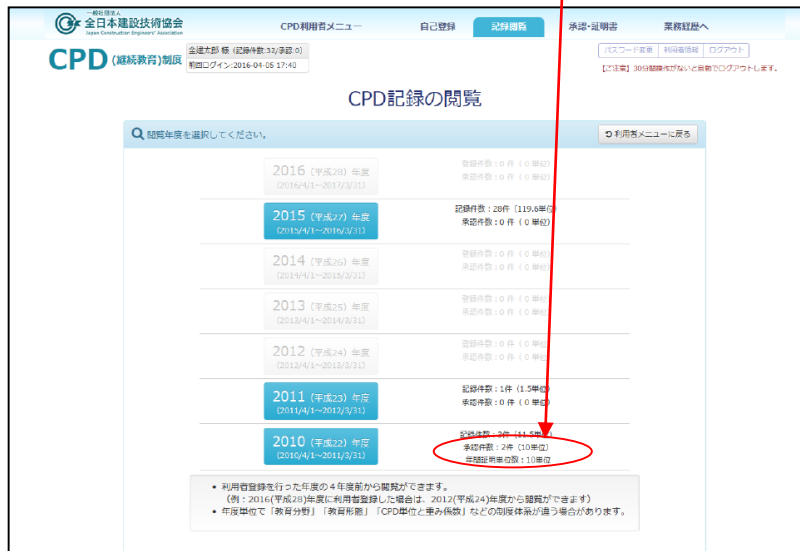 一般社団法人
全日本建設技術協会
Japan Construction Engineers' Association
CPD利用者メニュー 自己登録 記録閲覧 承認・証明書 業務経歴へ
CPD (継続教育)制度
全建太郎 様 (記録件数:32/承認:0)
前回ログイン:2016-04-05 17:40
パスワード変更 利用者情報 ログアウト
【ご注意】30分間操作がないと自動でログアウトします。
CPD記録の閲覧
閲覧年度を選択してください。
利用者メニューに戻る
2016 (平成28) 年度
(2016/4/1~2017/3/31)
登録件数:0 件 ( 0 単位)
承認件数:0 件 ( 0 単位)
2015 (平成27) 年度
(2015/4/1~2016/3/31)
記録件数:28件 (119.6単位)
承認件数:0 件 ( 0 単位)
2014 (平成26) 年度
(2014/4/1~2015/3/31)
登録件数:0 件 ( 0 単位)
承認件数:0 件 ( 0 単位)
2013 (平成25) 年度
(2013/4/1~2014/3/31)
登録件数:0 件 ( 0 単位)
承認件数:0 件 ( 0 単位)
2012 (平成24) 年度
(2012/4/1~2013/3/31)
登録件数:0 件 ( 0 単位)
承認件数:0 件 ( 0 単位)
2011 (平成23) 年度
(2011/4/1~2012/3/31)
記録件数:1件 (1.5単位)
承認件数:0 件 ( 0 単位)
2010 (平成22) 年度
(2010/4/1~2011/3/31)
記録件数:3件 (11.5単位)
承認件数:2件 (10単位)
年間証明単位数:10単位
• 利用者登録を行った年度の4年度前から閲覧ができます。
(例:2016(平成28)年度に利用者登録した場合は、2012(平成24)年度から閲覧ができます)
• 年度単位で「教育分野」「教育形態」「CPD単位と重み係数」などの制度体系が違う場合があります。